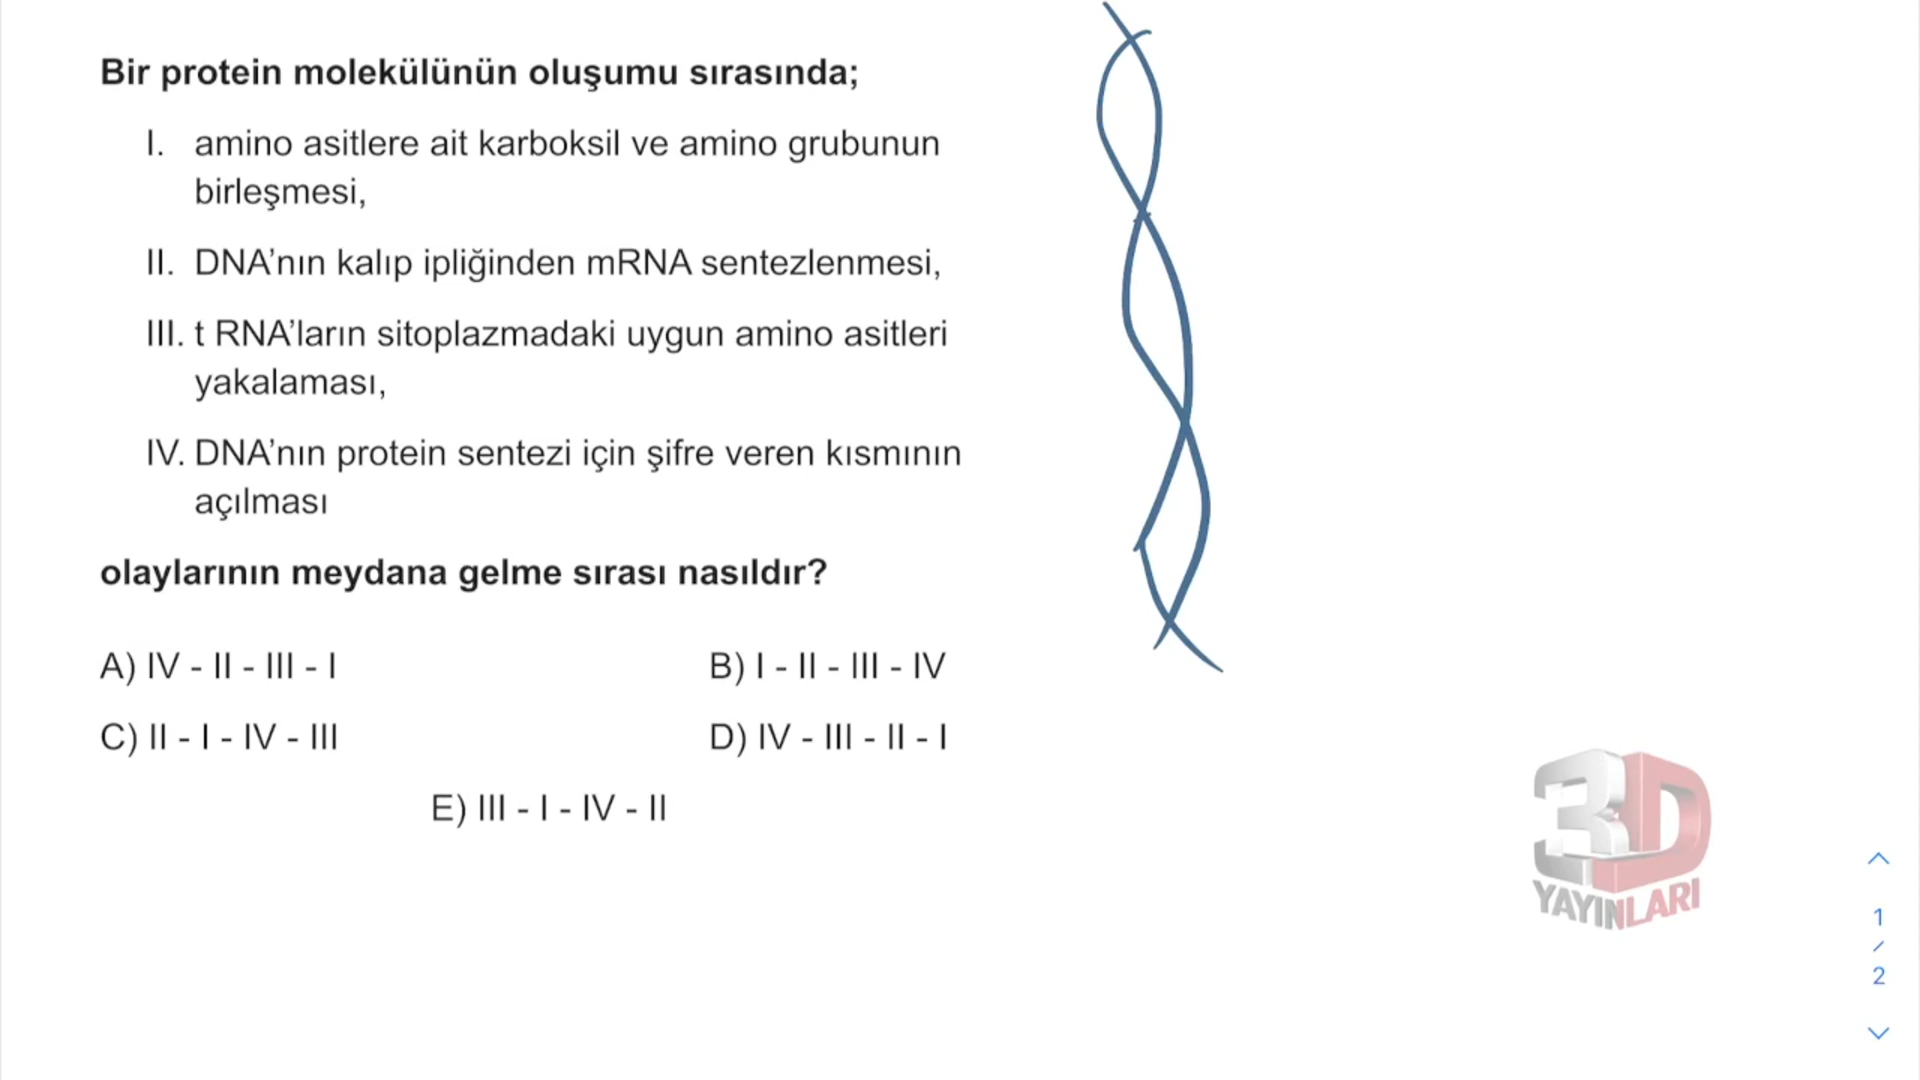 Bir protein molekülünün oluşumu sırasında;
I. amino asitlere ait karboksil ve amino grubunun
birleşmesi,
II. DNA’nın kalıp ipliğinden mRNA sentezlenmesi,
III. t RNA’ların sitoplazmadaki uygun amino asitleri
yakalaması,
IV. DNA’nın protein sentezi için şifre veren kısmının
açılması
olaylarının meydana gelme sırası nasıldır?
A) IV - II - III - I
B) I - II - III - IV
C) II - I - IV - III
D) IV - III - II - I
E) III - I - IV - II
3D
YAYINLARI
1
/
2